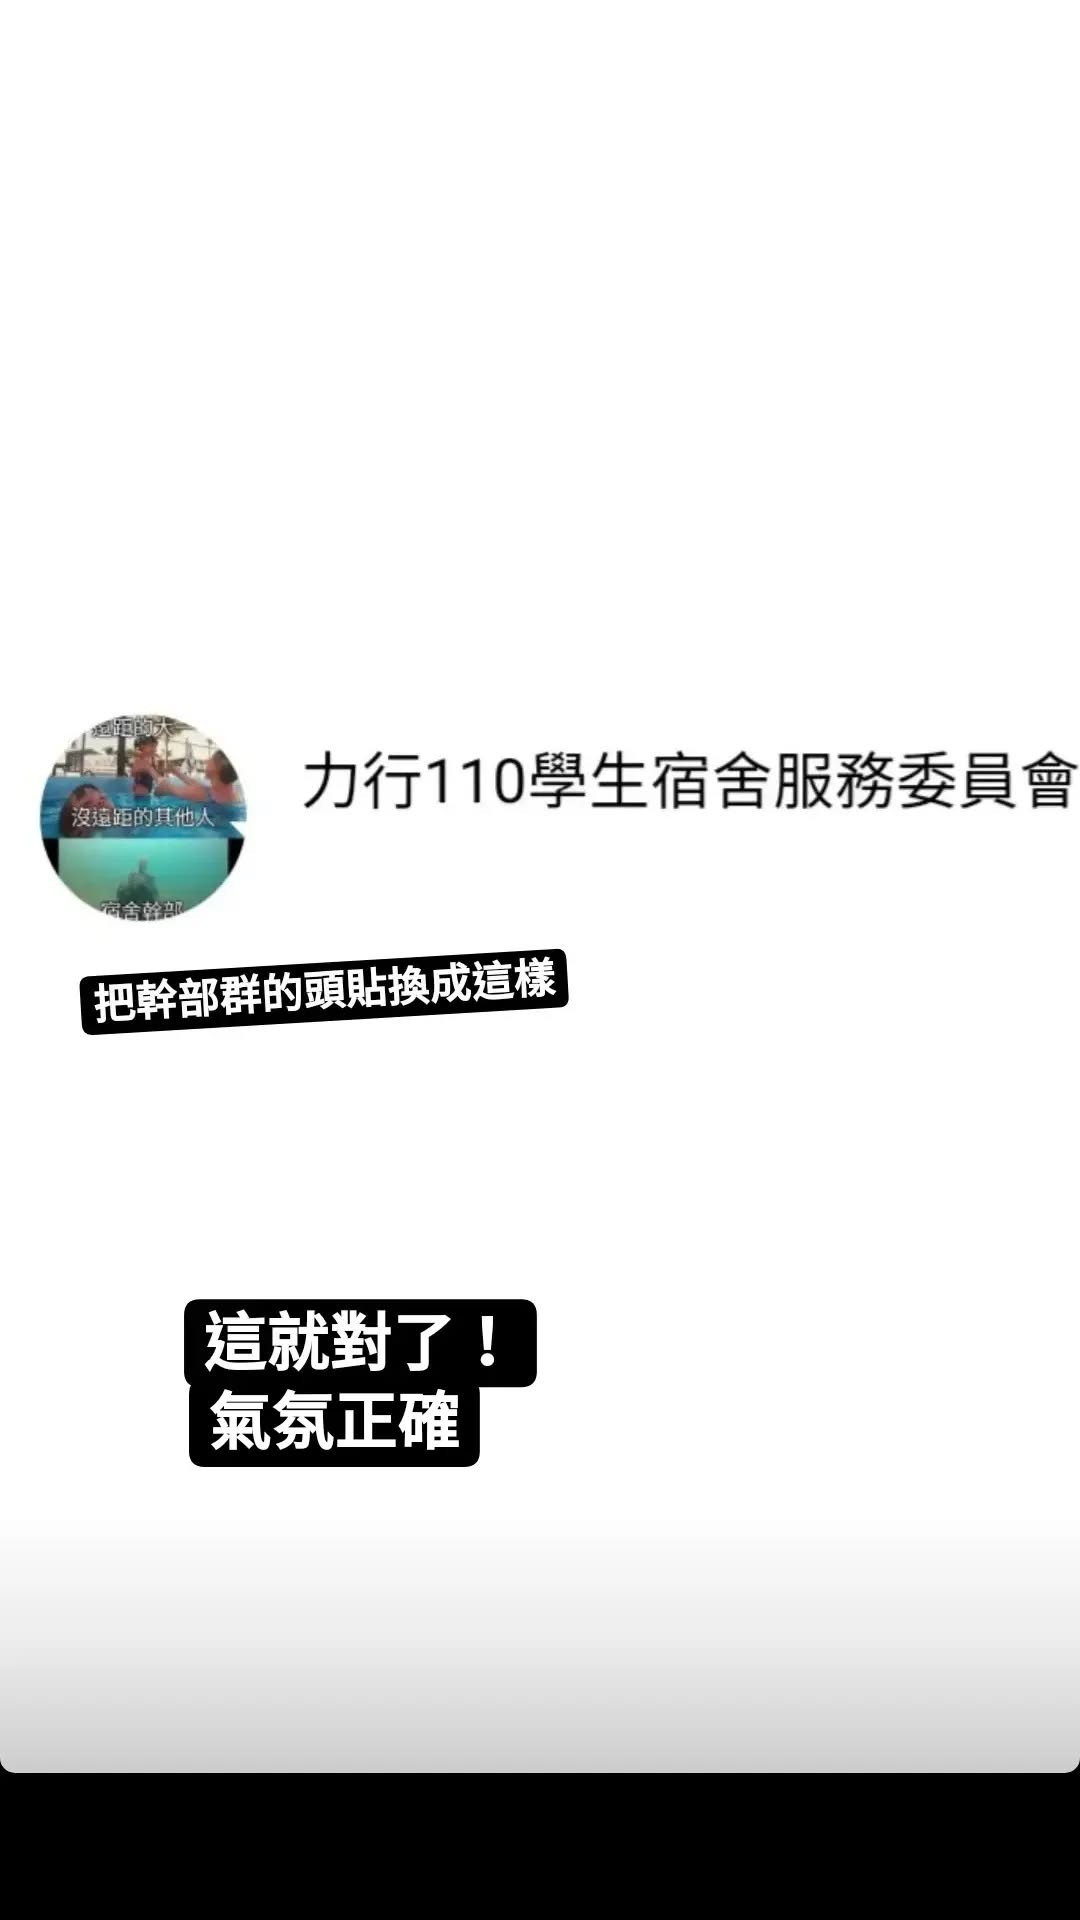 遠距的大一
沒遠距的其他人
宿舍幹部
力行110學生宿舍服務委員會
把幹部群的頭貼換成這樣
這就對了！
氣氛正確